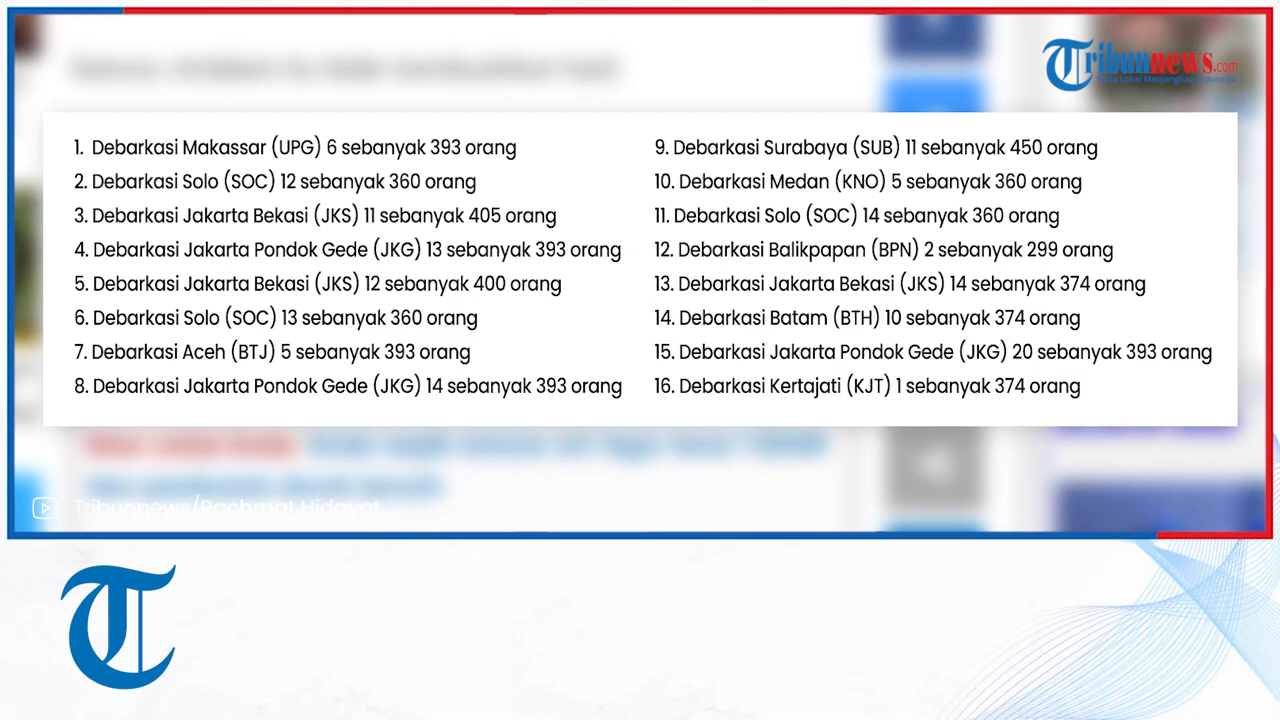 Tribunnews.com
1. Debarkasi Makassar (UPG) 6 sebanyak 393 orang
2. Debarkasi Solo (SOC) 12 sebanyak 360 orang
3. Debarkasi Jakarta Bekasi (JKS) 11 sebanyak 405 orang
4. Debarkasi Jakarta Pondok Gede (JKG) 13 sebanyak 393 orang
5. Debarkasi Jakarta Bekasi (JKS) 12 sebanyak 400 orang
6. Debarkasi Solo (SOC) 13 sebanyak 360 orang
7. Debarkasi Aceh (BTJ) 5 sebanyak 393 orang
8. Debarkasi Jakarta Pondok Gede (JKG) 14 sebanyak 393 orang
9. Debarkasi Surabaya (SUB) 11 sebanyak 450 orang
10. Debarkasi Medan (KNO) 5 sebanyak 360 orang
11. Debarkasi Solo (SOC) 14 sebanyak 360 orang
12. Debarkasi Balikpapan (BPN) 2 sebanyak 299 orang
13. Debarkasi Jakarta Bekasi (JKS) 14 sebanyak 374 orang
14. Debarkasi Batam (BTH) 10 sebanyak 374 orang
15. Debarkasi Jakarta Pondok Gede (JKG) 20 sebanyak 393 orang
16. Debarkasi Kertajati (KJT) 1 sebanyak 374 orang
Tribunnews/Rachmat Hidayat
T